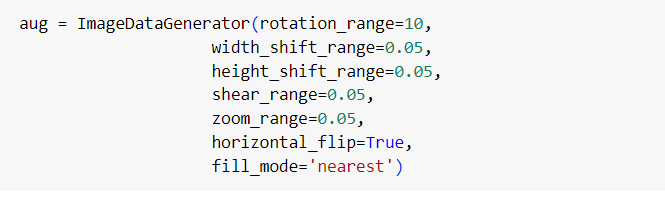 aug = ImageDataGenerator(rotation_range=10,
width_shift_range=0.05,
height_shift_range=0.05,
shear_range=0.05,
zoom_range=0.05,
horizontal_flip=True,
fill_mode='nearest')